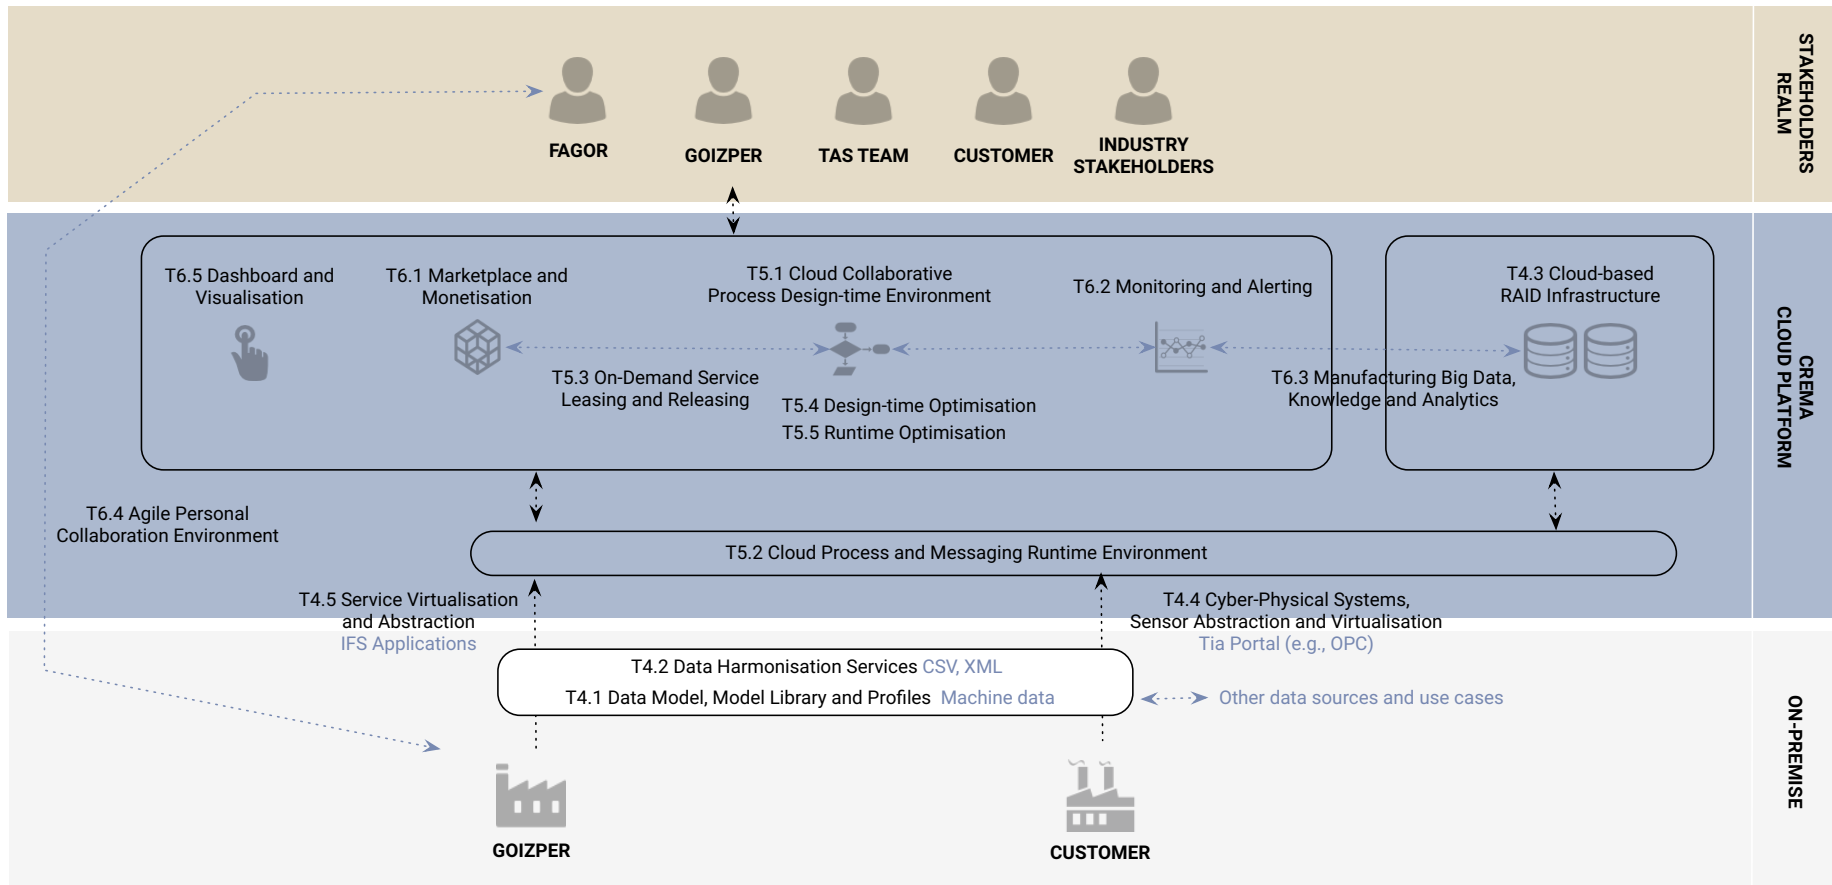 STAKEHOLDERS
REALM
FAGOR
GOIZPER
TAS TEAM
CUSTOMER
INDUSTRY
STAKEHOLDERS
CREMA
CLOUD PLATFORM
T6.5 Dashboard and
Visualisation
T6.1 Marketplace and
Monetisation
T5.1 Cloud Collaborative
Process Design-time Environment
T6.2 Monitoring and Alerting
T4.3 Cloud-based
RAID Infrastructure
T5.3 On-Demand Service
Leasing and Releasing
T5.4 Design-time Optimisation
T5.5 Runtime Optimisation
T6.3 Manufacturing Big Data,
Knowledge and Analytics
T6.4 Agile Personal
Collaboration Environment
T5.2 Cloud Process and Messaging Runtime Environment
T4.5 Service Virtualisation
and Abstraction
IFS Applications
T4.4 Cyber-Physical Systems,
Sensor Abstraction and Virtualisation
Tia Portal (e.g., OPC)
ON-PREMISE
T4.2 Data Harmonisation Services CSV, XML
T4.1 Data Model, Model Library and Profiles Machine data
Other data sources and use cases
GOIZPER
CUSTOMER